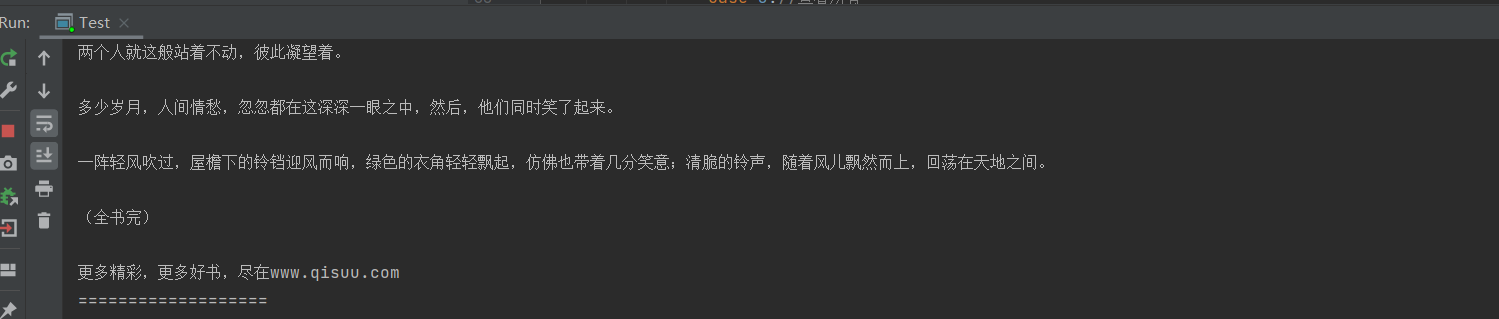 Run:
Test
两个人就这般站着不动，彼此凝望着。
多少岁月，人间情愁，忽忽都在这深深一眼之中，然后，他们同时笑了起来。
一阵轻风吹过，屋檐下的铃铛迎风而响，绿色的衣角轻轻飘起，仿佛也带着几分笑意；清脆的铃声，随着风儿飘然而上，回荡在天地之间。
（全书完）
更多精彩，更多好书，尽在www.qisuu.com
===================